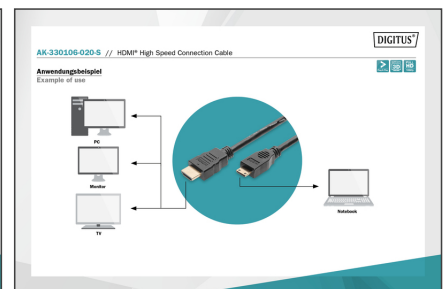 DIGITUS®
AK-330106-020-S // HDMI® High Speed Connection Cable
Anwendungsbeispiel
Example of use
PC
Monitor
TV
Notebook